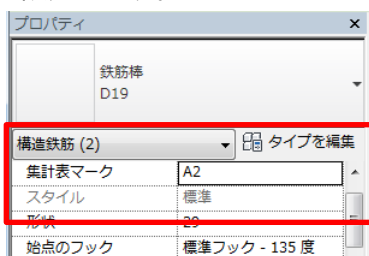 プロパティ ×
鉄筋棒
D19
構造鉄筋 (2) タイプを編集
集計表マーク A2
スタイル 標準
形状 29
始点のフック 標準フック - 135 度